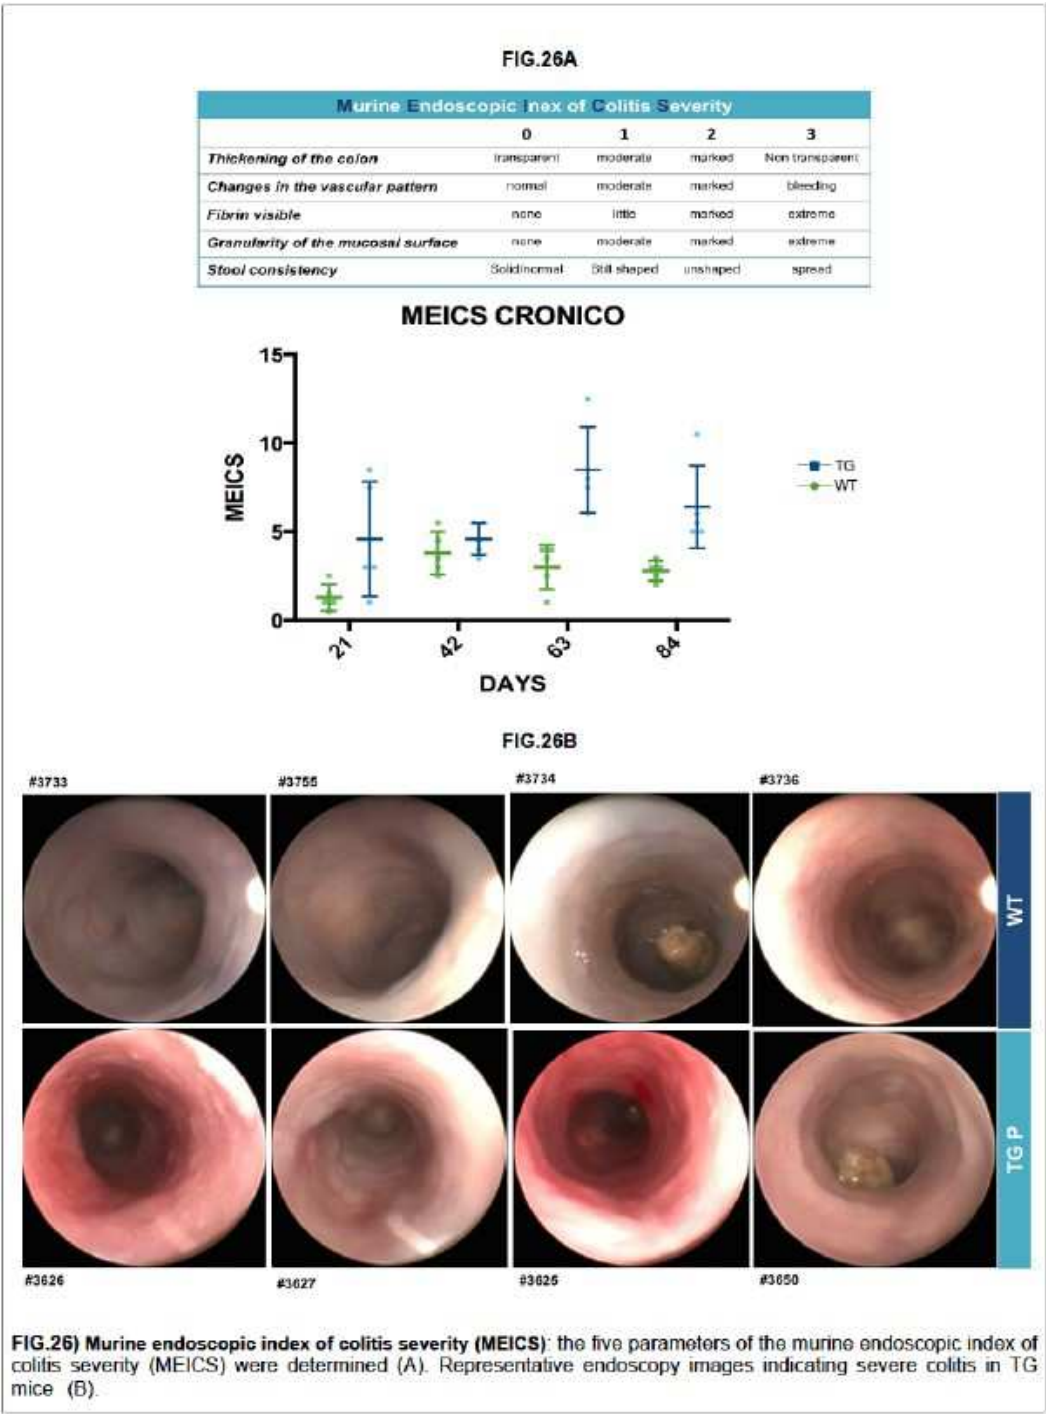 FIG.26A
Murine Endoscopic Inex of Colitis Severity
0 1 2 3
Thickening of the colon transparent moderate marked Non transparent
Changes in the vascular pattern normal moderate marked bleeding
Fibrin visible none little marked extreme
Granularity of the mucosal surface none moderate marked extreme
Stool consistency Solid/normal Still shaped unshaped spread
MEICS CRONICO
15
10
5
0
MEICS
TG
WT
21 42 63 84
DAYS
FIG.26B
#3733 #3755 #3734 #3736
WT
TG P
#3626 #3627 #3625 #3650
FIG.26) Murine endoscopic index of colitis severity (MEICS): the five parameters of the murine endoscopic index of
colitis severity (MEICS) were determined (A). Representative endoscopy images indicating severe colitis in TG
mice (B).